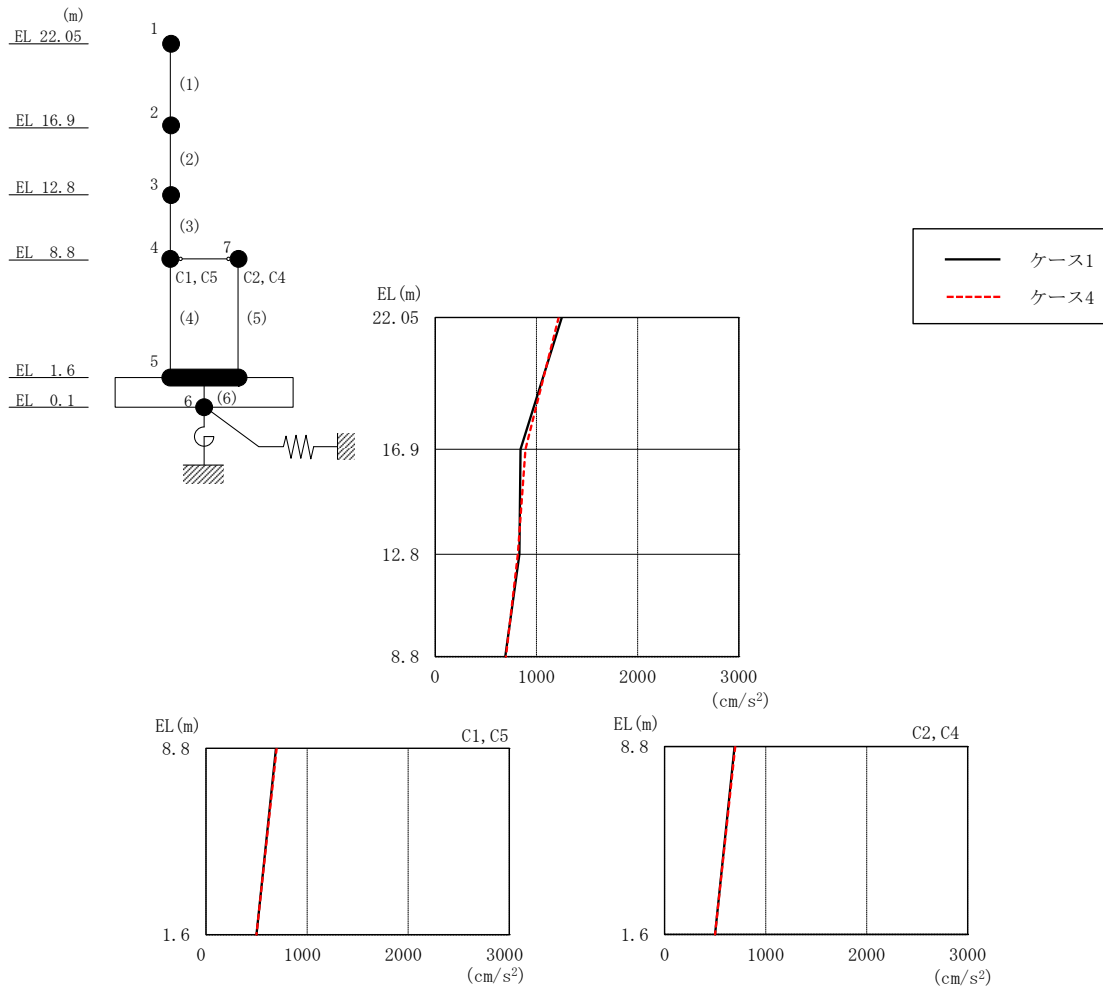 (m)
EL 22.05
1
(1)
EL 16.9
2
(2)
EL 12.8
3
(3)
EL 8.8
4
7
C1,C5
C2,C4
(4)
(5)
EL 1.6
5
EL 0.1
6
(6)
ケース1
ケース4
EL(m)
22.05
16.9
12.8
8.8
0 1000 2000 3000
(cm/s²)
EL(m)
C1,C5
8.8
1.6
0 1000 2000 3000
(cm/s²)
EL(m)
C2,C4
8.8
1.6
0 1000 2000 3000
(cm/s²)